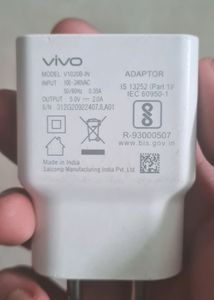 vivo
MODEL: V1020B-IN
INPUT: 100-240VAC
50/60Hz 0.35A
OUTPUT: 5.0V ⎓ 2.0A
S/N:
ADAPTOR
IS 13252 (Part 1)/
IEC 60950-1
R-93000507
www.bis.gov.in
Made in India
Salcomp Manufacturing India Pvt. Ltd.